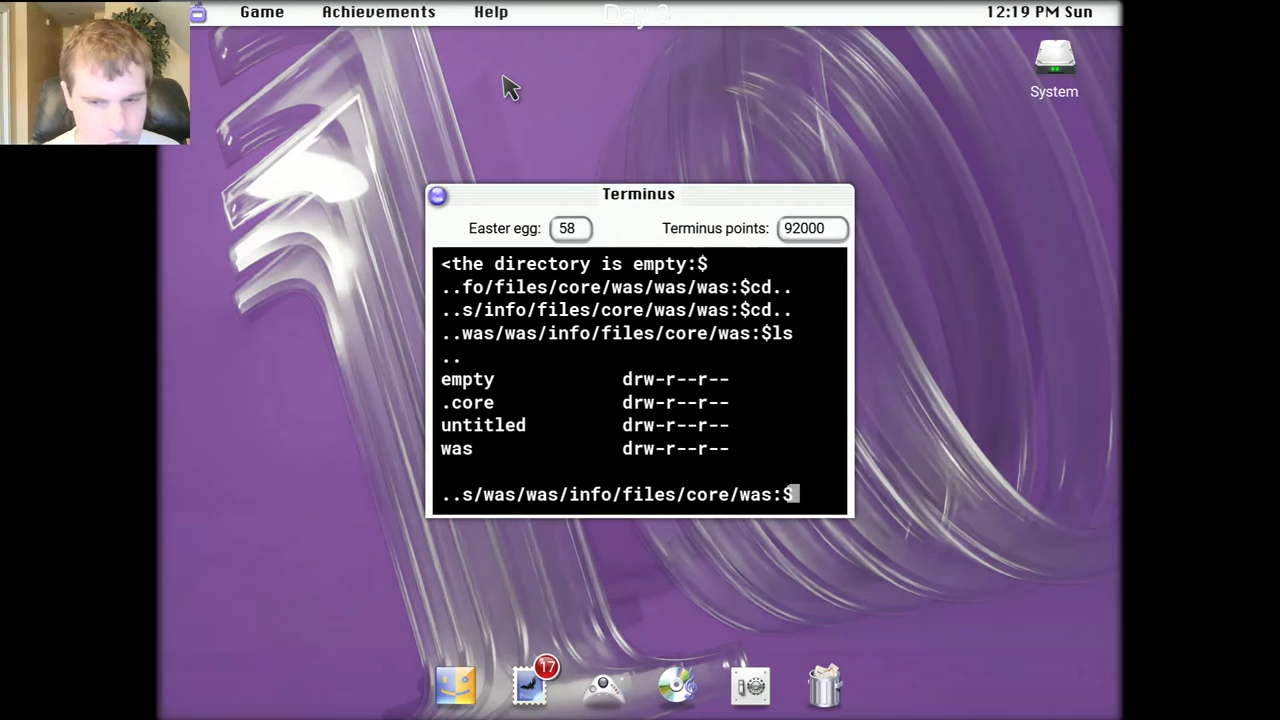 Game Achievements Help Day 3 12:19 PM Sun
System
Terminus
Easter egg: 58 Terminus points: 92000
<the directory is empty:$
..fo/files/core/was/was/was:$cd..
..s/info/files/core/was/was:$cd..
..was/was/info/files/core/was:$ls
..
empty drw-r--r--
.core drw-r--r--
untitled drw-r--r--
was drw-r--r--
..s/was/was/info/files/core/was:$
17